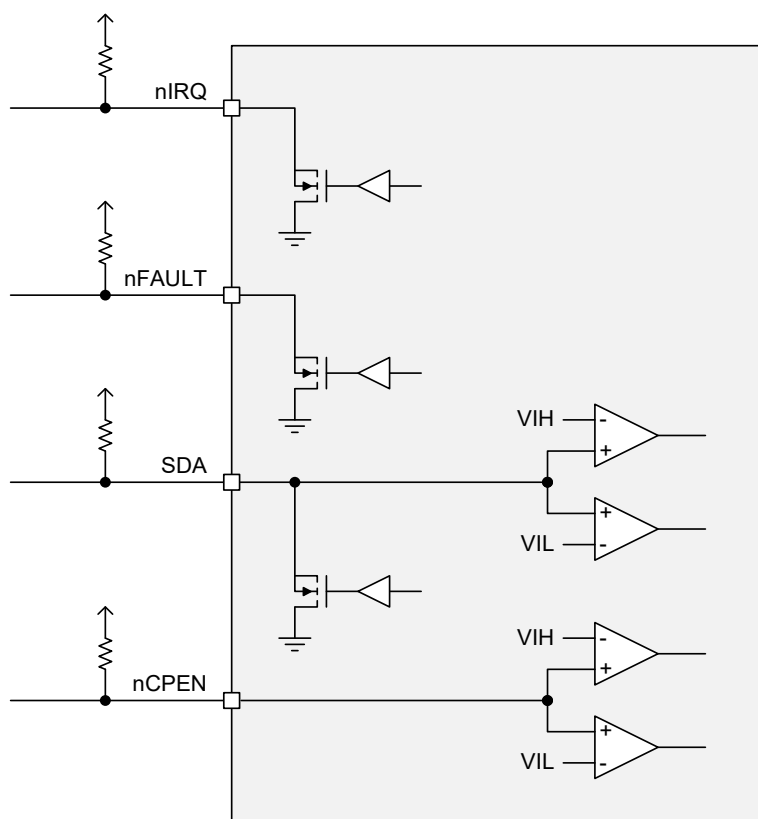 nIRQ
nFAULT
VIH
-
+
SDA
+
VIL
-
VIH
-
+
nCPEN
+
VIL
-